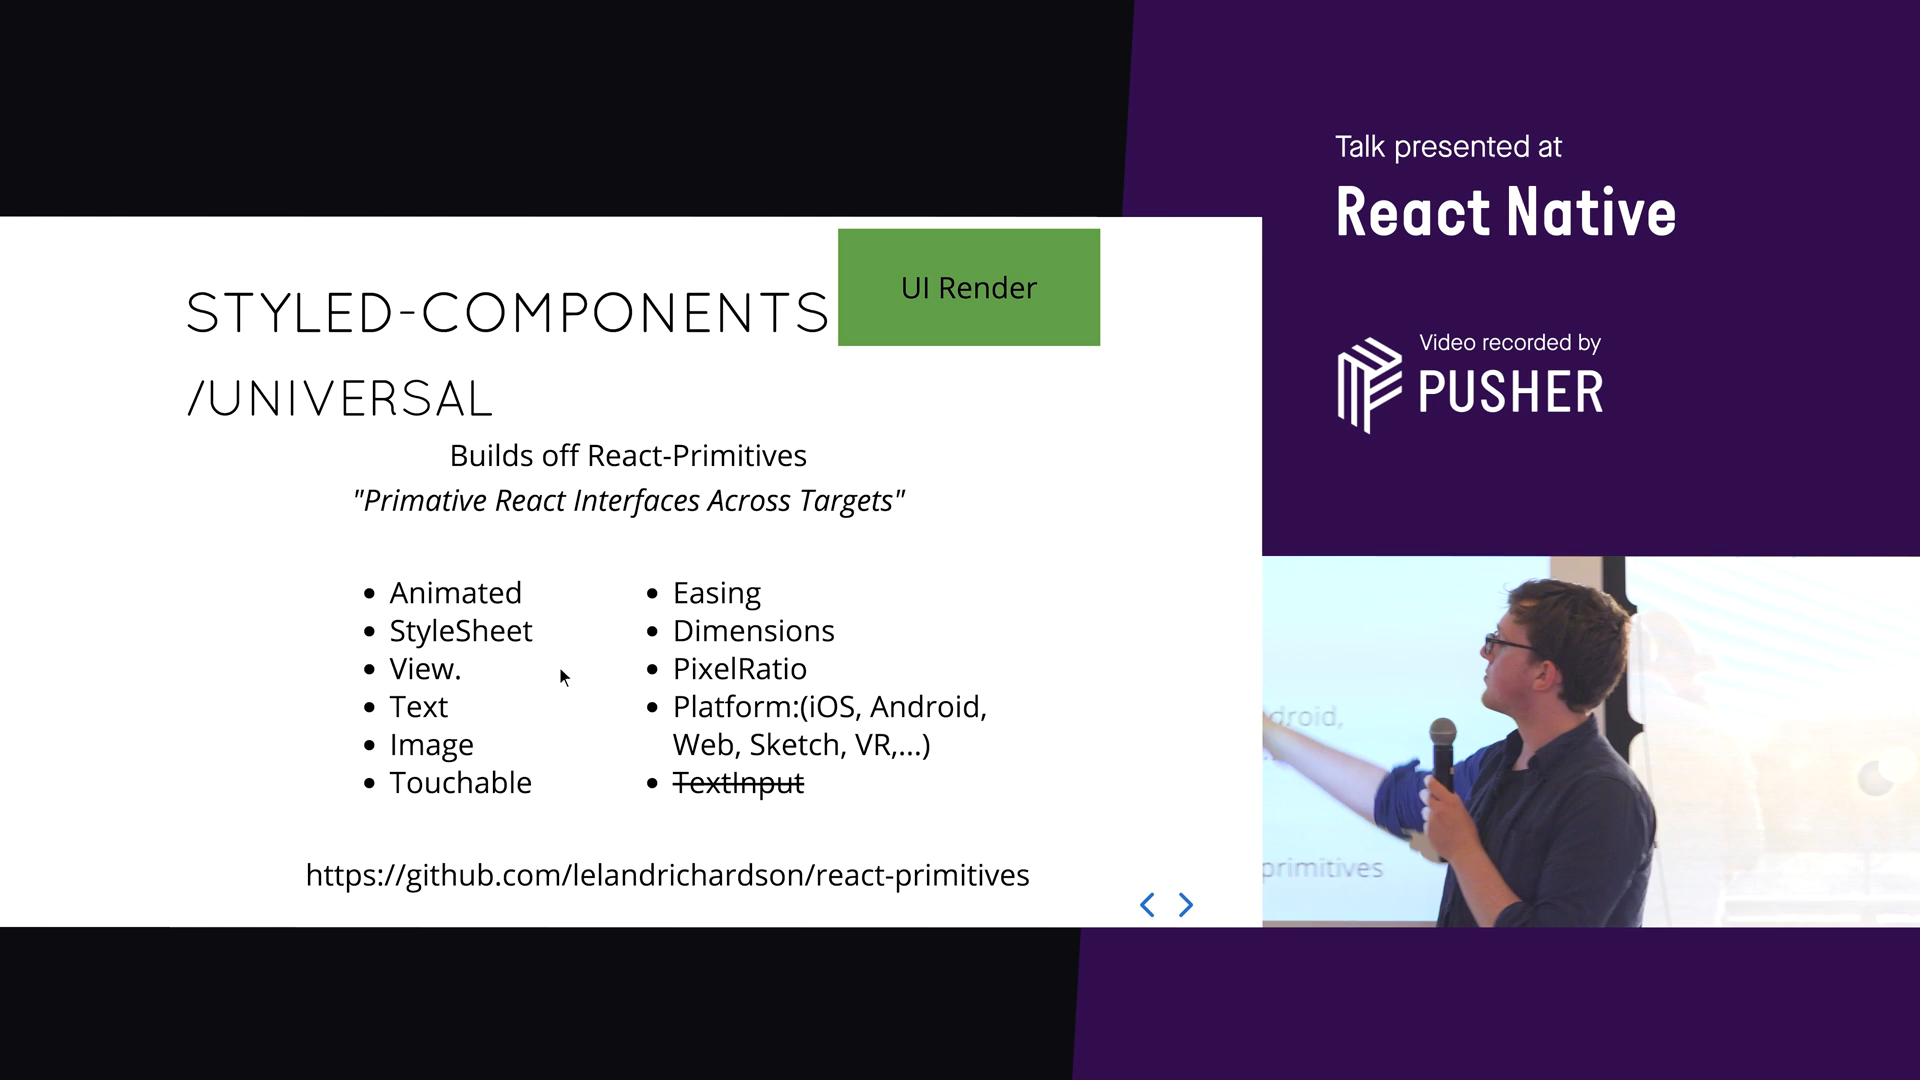 Talk presented at
React Native
Video recorded by
PUSHER
STYLED-COMPONENTS
/UNIVERSAL
UI Render
Builds off React-Primitives
"Primative React Interfaces Across Targets"
• Animated
• StyleSheet
• View.
• Text
• Image
• Touchable
• Easing
• Dimensions
• PixelRatio
• Platform:(iOS, Android,
Web, Sketch, VR,...)
• TextInput
https://github.com/lelandrichardson/react-primitives
droid,
primitives